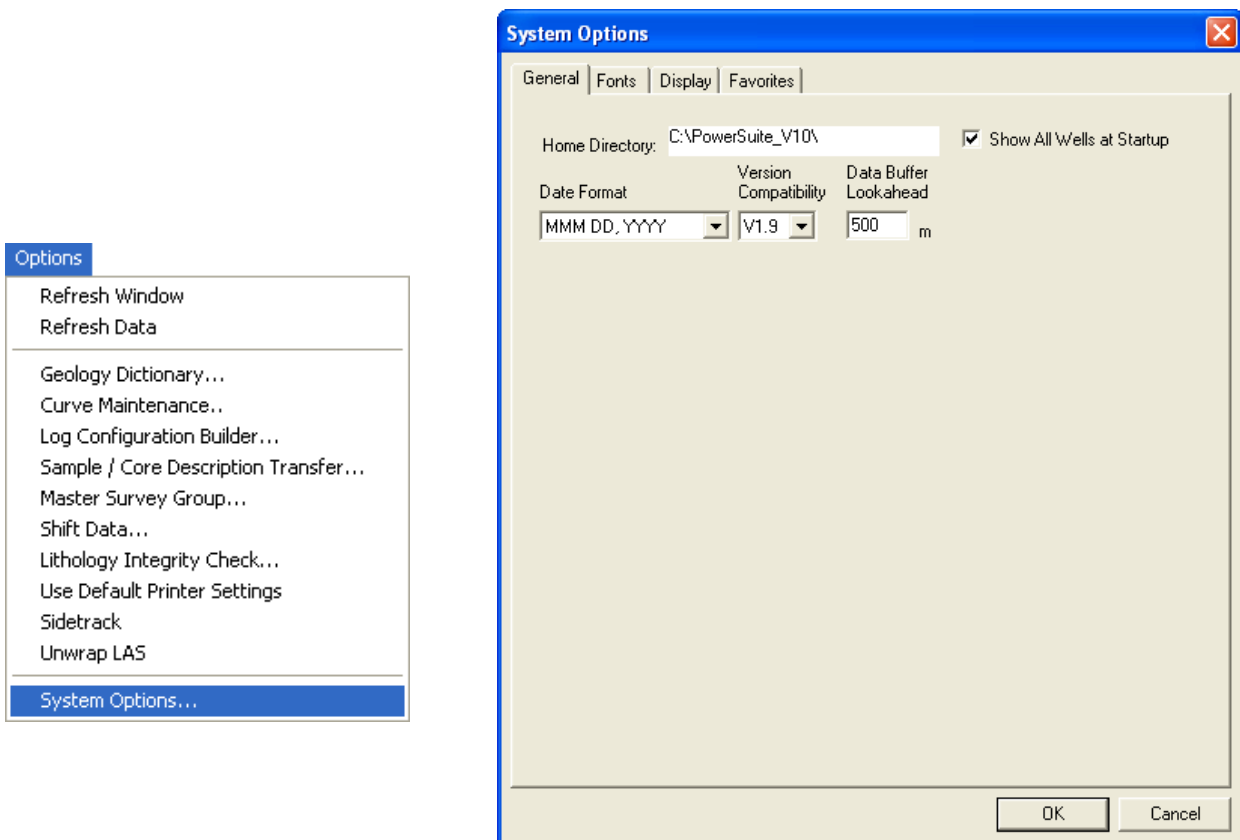 Options
Refresh Window
Refresh Data
Geology Dictionary...
Curve Maintenance..
Log Configuration Builder...
Sample / Core Description Transfer...
Master Survey Group...
Shift Data...
Lithology Integrity Check...
Use Default Printer Settings
Sidetrack
Unwrap LAS
System Options...
System Options
General Fonts Display Favorites
Home Directory: C:\PowerSuite_V10\ Show All Wells at Startup
Version Data Buffer
Date Format Compatibility Lookahead
MMM DD, YYYY V1.9 500 m
OK Cancel